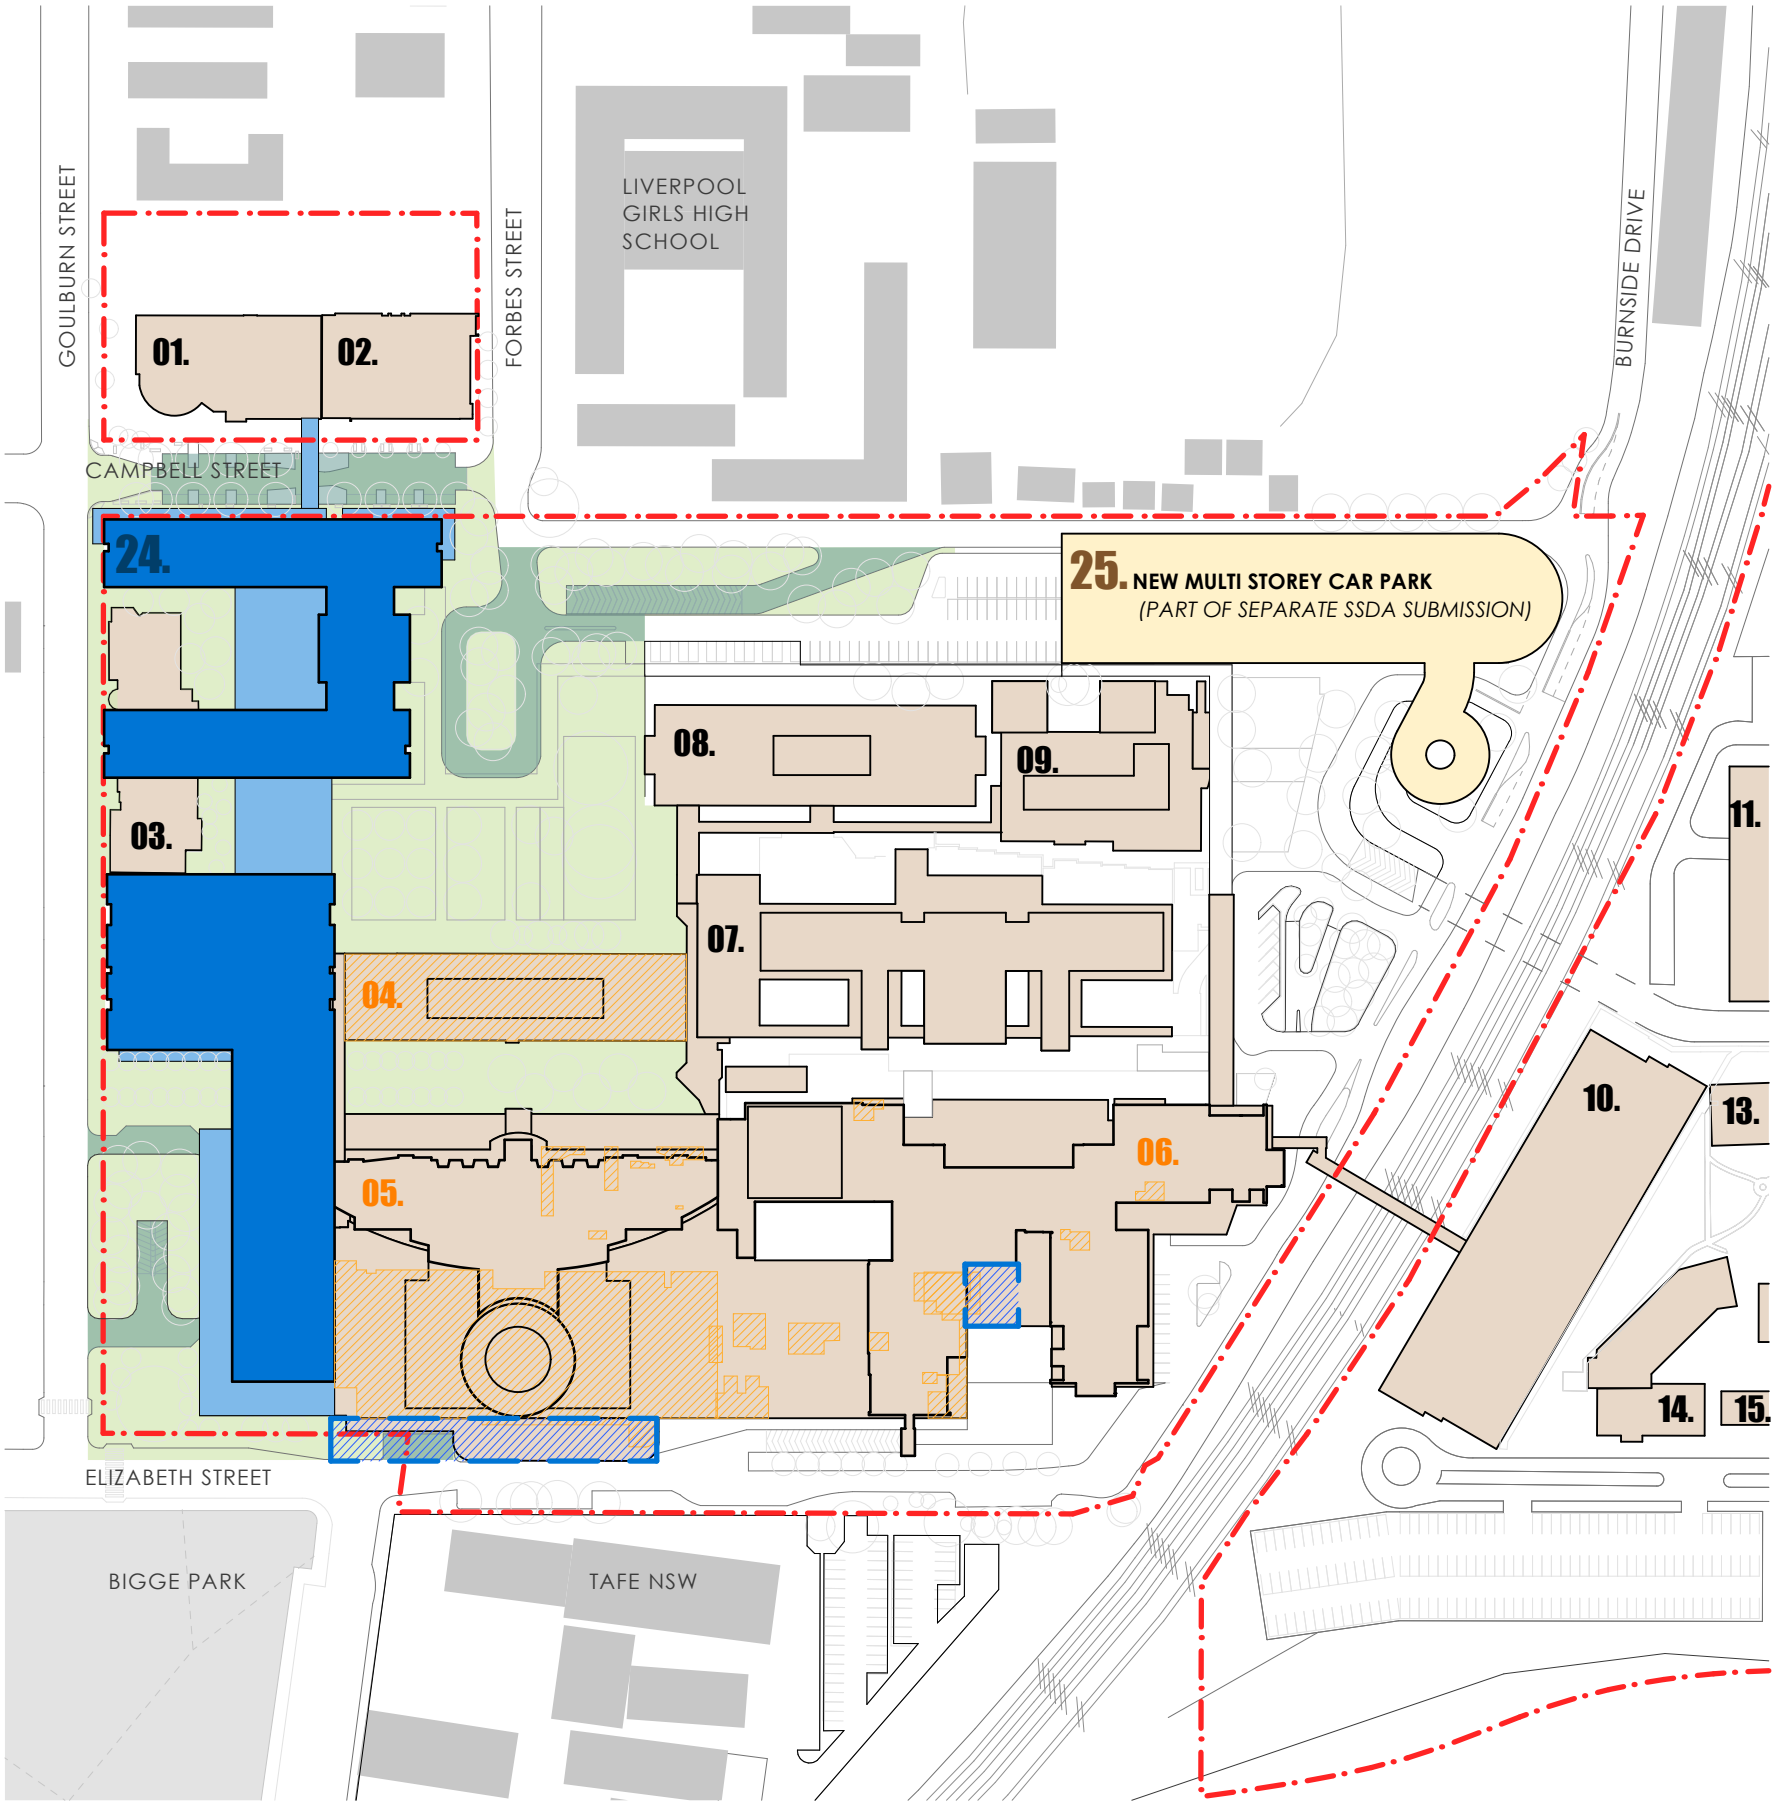 GOULBURN STREET
FORBES STREET
LIVERPOOL
GIRLS HIGH
SCHOOL
BURNSIDE DRIVE
01.
02.
CAMPBELL STREET
24.
25. NEW MULTI STOREY CAR PARK
(PART OF SEPARATE SSDA SUBMISSION)
08.
09.
11.
03.
07.
04.
10.
13.
06.
05.
14.
15.
ELIZABETH STREET
BIGGE PARK
TAFE NSW